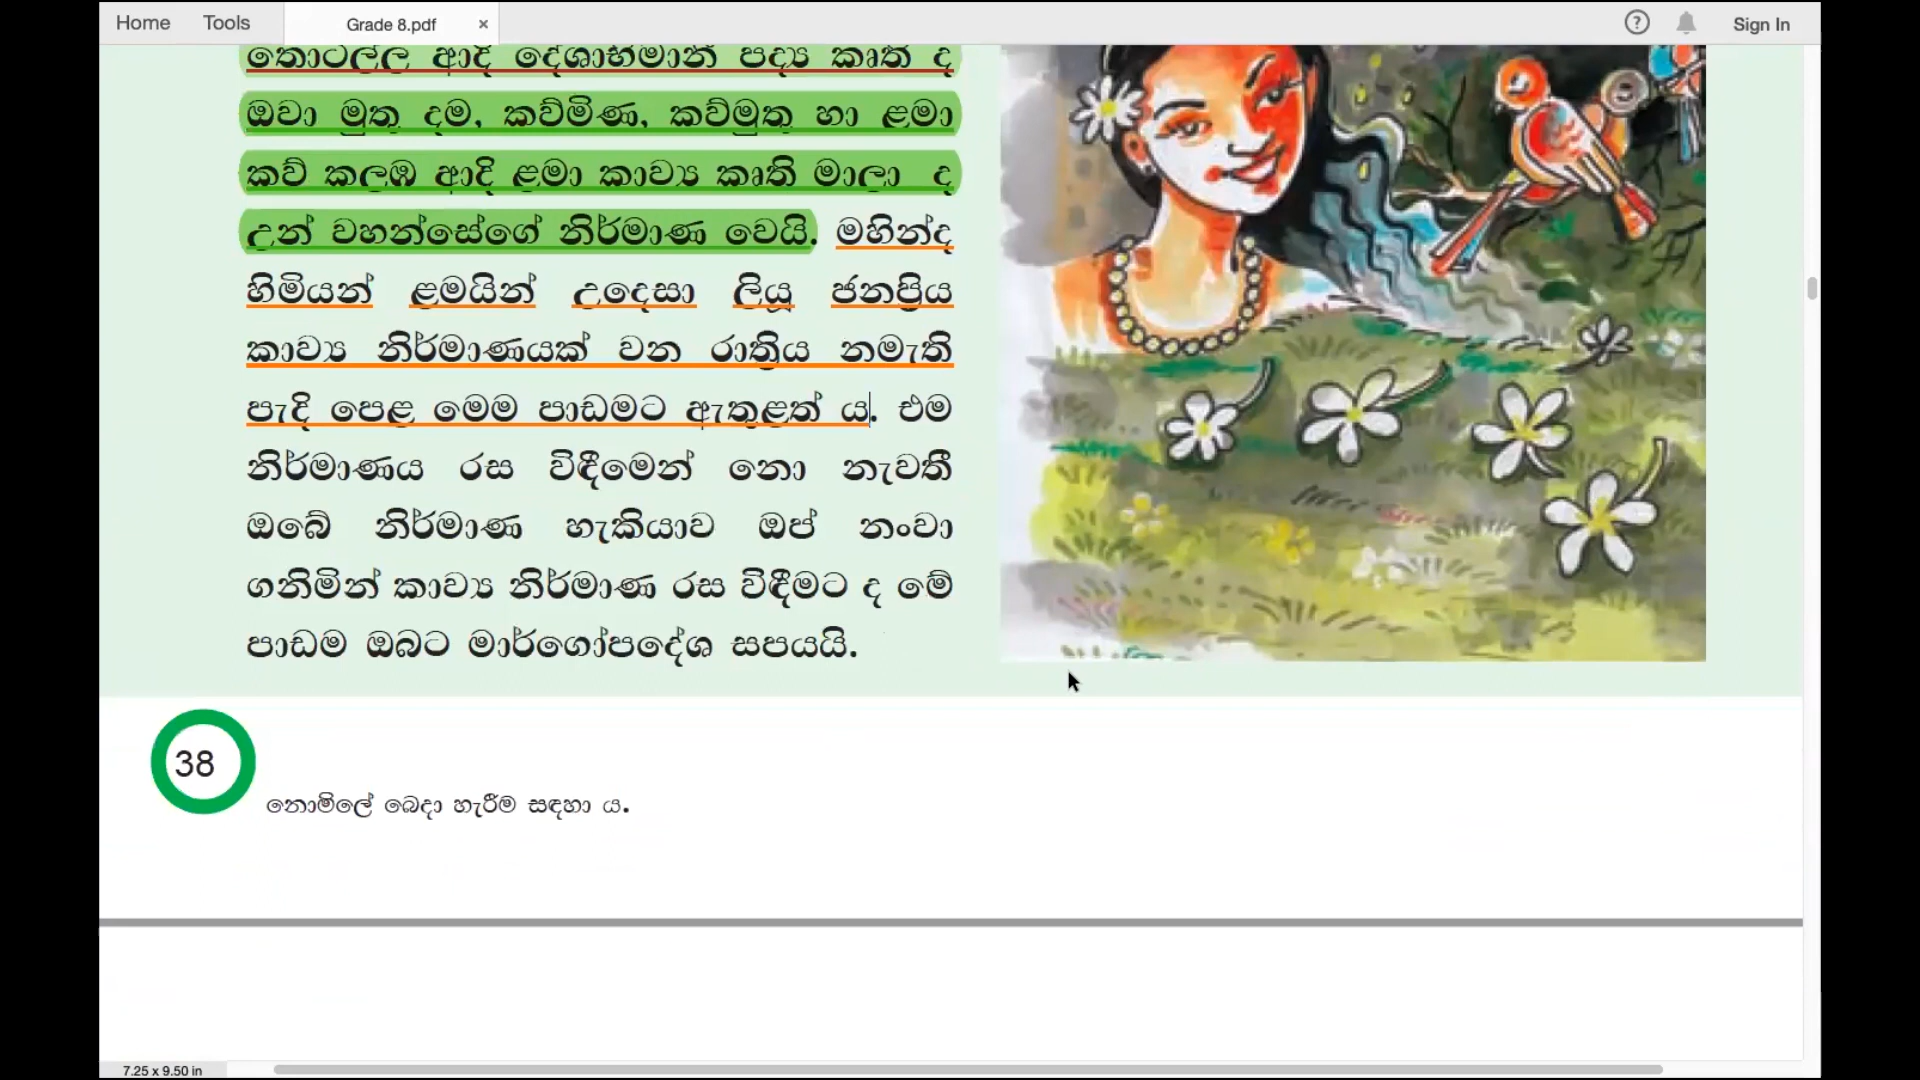 Home Tools Grade 8.pdf × ? Sign In
තොටිල්ල ආදි දේශාභිමානී පද්‍ය කෘති ද
ඔවා මුතු දම, කව්මිණ, කව්මුතු හා ළමා
කව් කලඹ ආදි ළමා කාව්‍ය කෘති මාලා ද
උන් වහන්සේගේ නිර්මාණ වෙයි. මහින්ද
හිමියන් ළමයින් උදෙසා ලියූ ජනප්‍රිය
කාව්‍ය නිර්මාණයක් වන රාත්‍රිය නමැති
පැදි පෙළ මෙම පාඩමට ඇතුළත් ය. එම
නිර්මාණය රස විඳීමෙන් නො නැවතී
ඔබේ නිර්මාණ හැකියාව ඔප් නංවා
ගනිමින් කාව්‍ය නිර්මාණ රස විඳීමට ද මේ
පාඩම ඔබට මාර්ගෝපදේශ සපයයි.
38
නොමිලේ බෙදා හැරීම සඳහා ය.
7.25 x 9.50 in